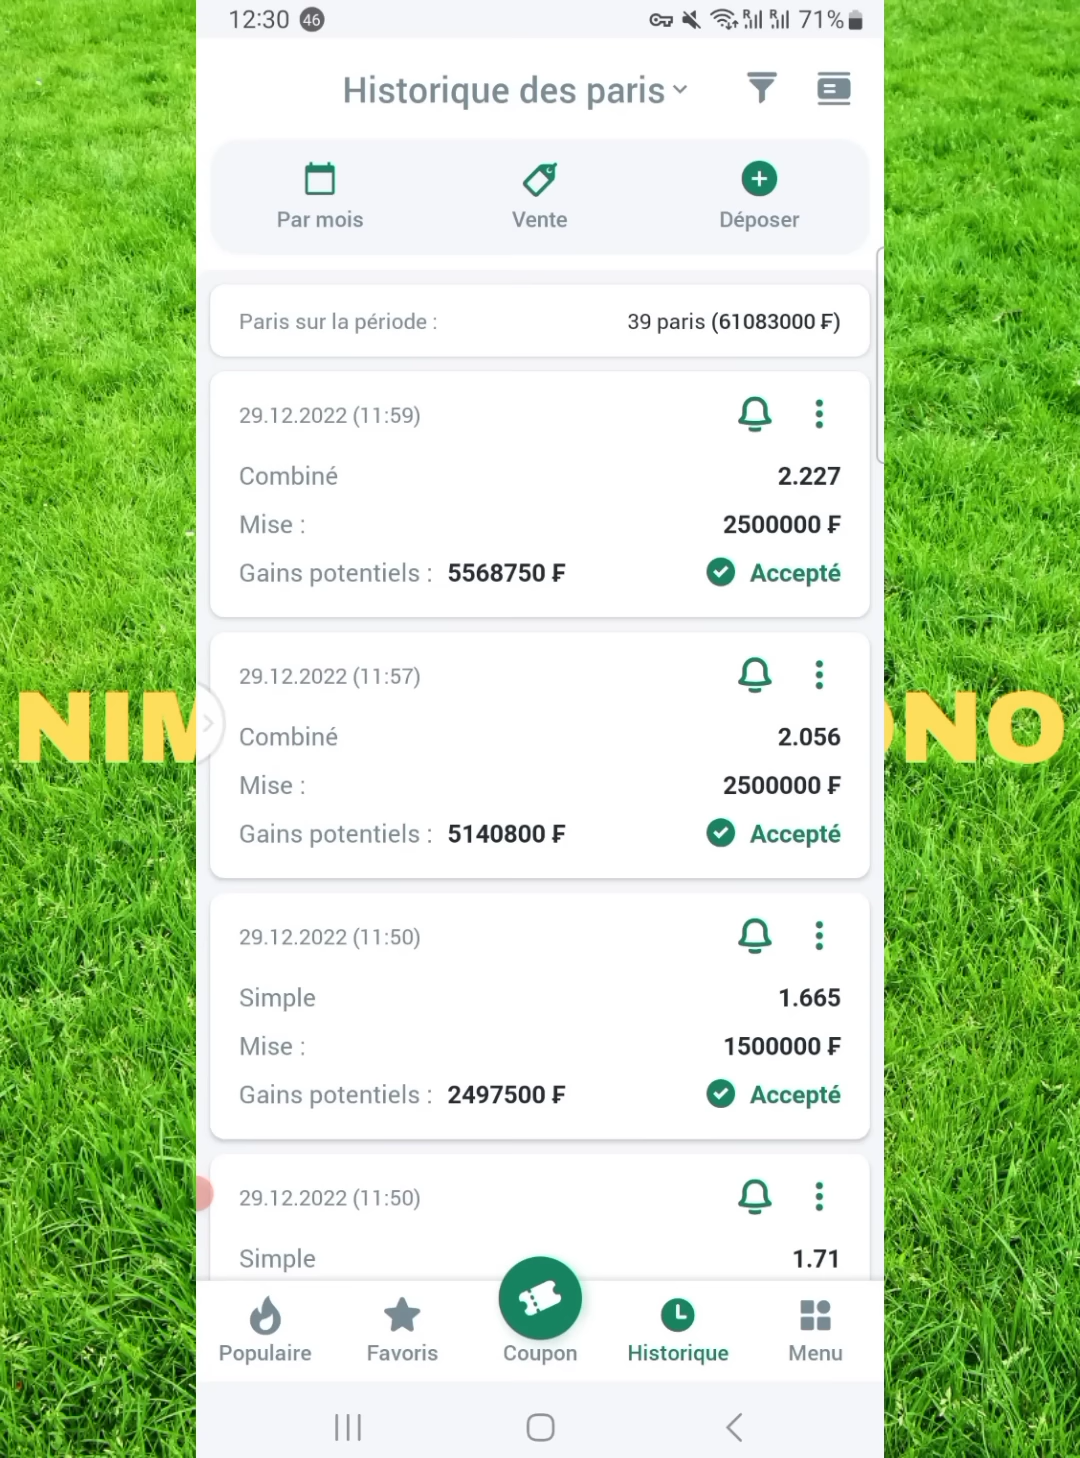 12:30 46 71%
Historique des paris
Par mois Vente Déposer
Paris sur la période : 39 paris (61083000 ₣)
29.12.2022 (11:59)
Combiné 2.227
Mise : 2500000 ₣
Gains potentiels : 5568750 ₣ Accepté
29.12.2022 (11:57)
NIM ONO
Combiné 2.056
Mise : 2500000 ₣
Gains potentiels : 5140800 ₣ Accepté
29.12.2022 (11:50)
Simple 1.665
Mise : 1500000 ₣
Gains potentiels : 2497500 ₣ Accepté
29.12.2022 (11:50)
Simple 1.71
Populaire Favoris Coupon Historique Menu